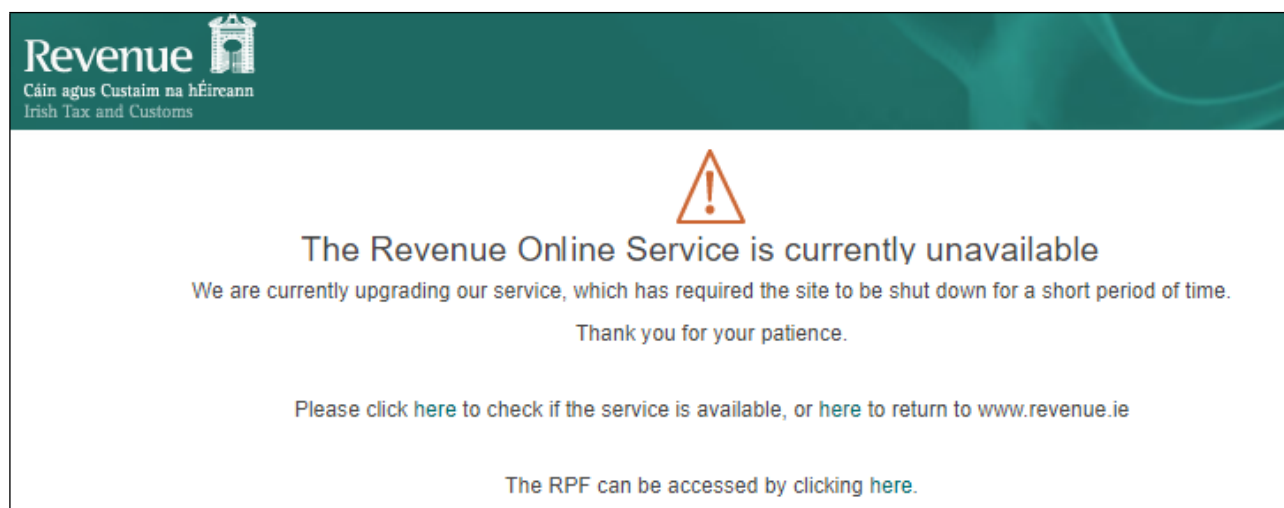 Revenue
Cáin agus Custaim na hÉireann
Irish Tax and Customs
The Revenue Online Service is currently unavailable
We are currently upgrading our service, which has required the site to be shut down for a short period of time.
Thank you for your patience.
Please click here to check if the service is available, or here to return to www.revenue.ie
The RPF can be accessed by clicking here.